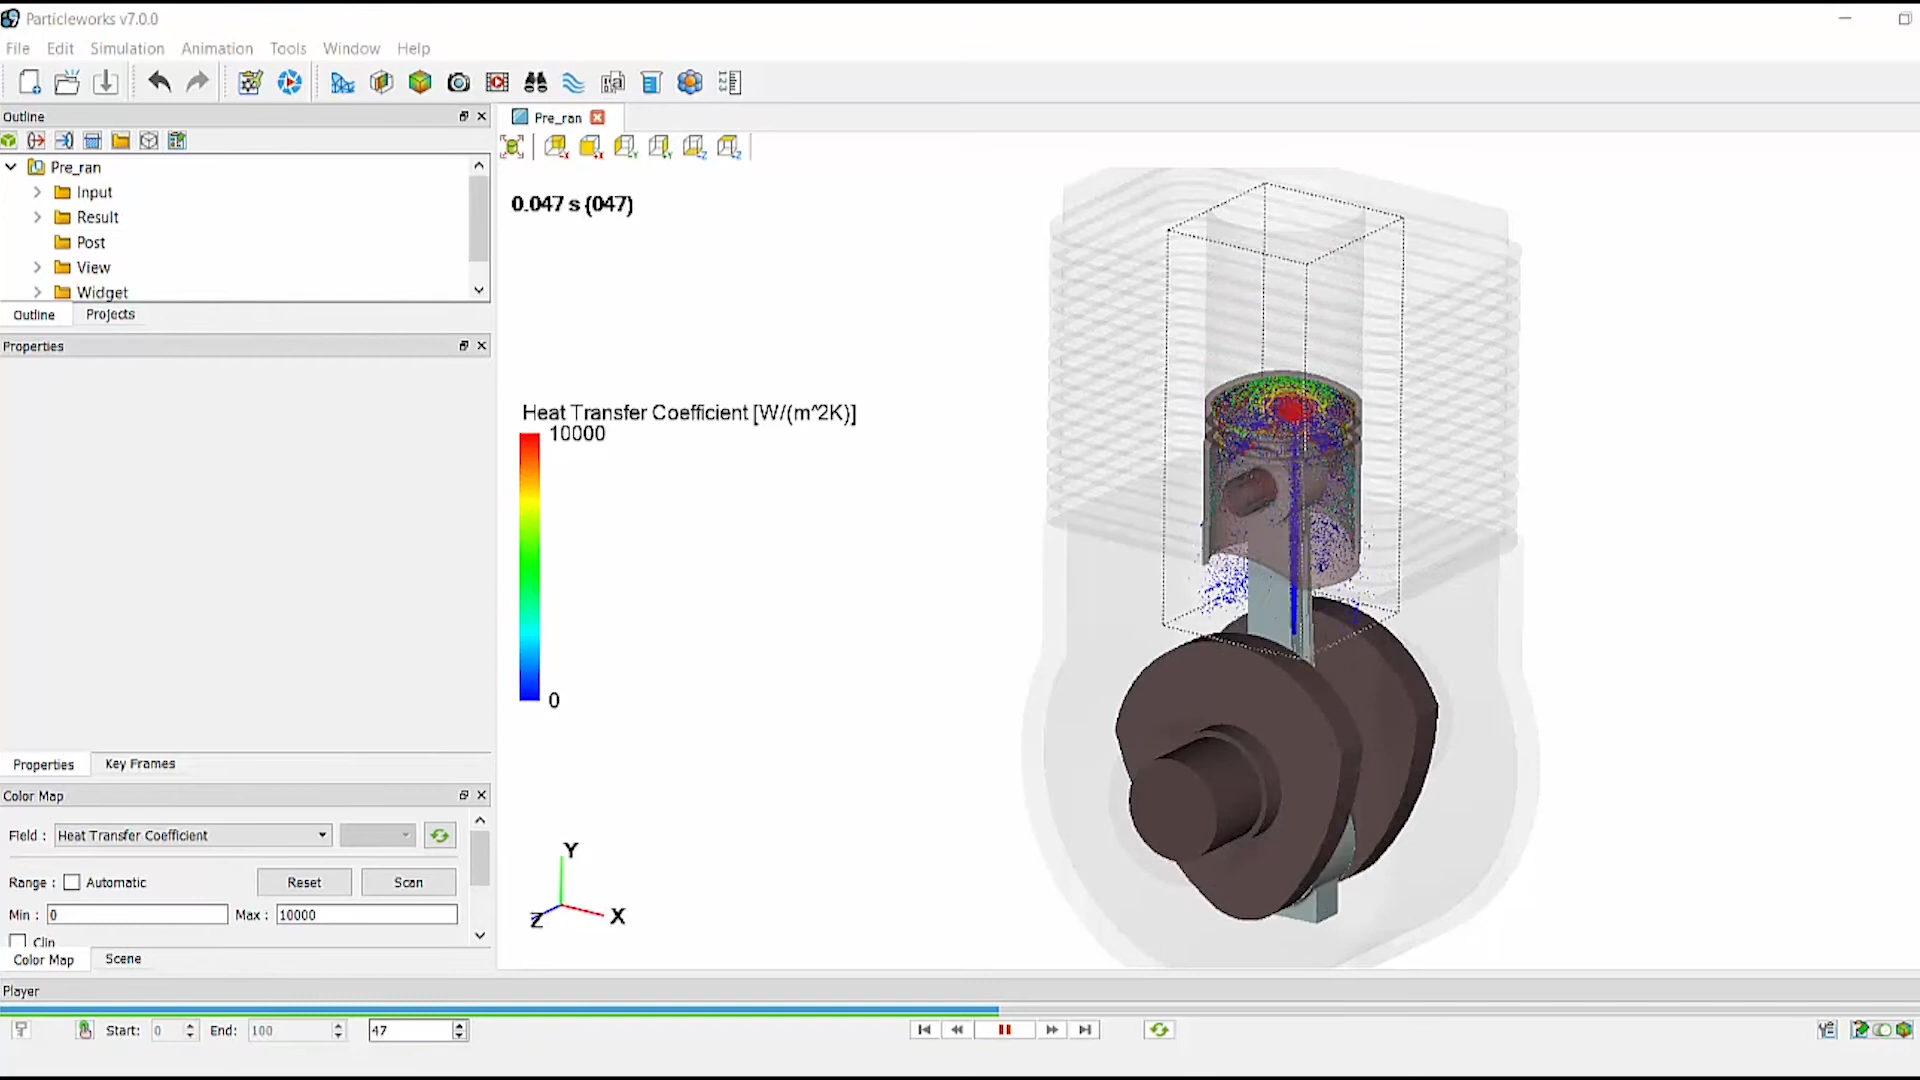 Particleworks v7.0.0
File Edit Simulation Animation Tools Window Help
Outline
Pre_ran
Pre_ran
Input
Result
Post
View
Widget
Outline Projects
Properties
Properties Key Frames
Color Map
Field : Heat Transfer Coefficient
Range : Automatic Reset Scan
Min : 0 Max : 10000
Clip
Color Map Scene
0.047 s (047)
Heat Transfer Coefficient [W/(m^2K)]
10000
0
Y
Z X
Player
Start: 0 End: 100 47